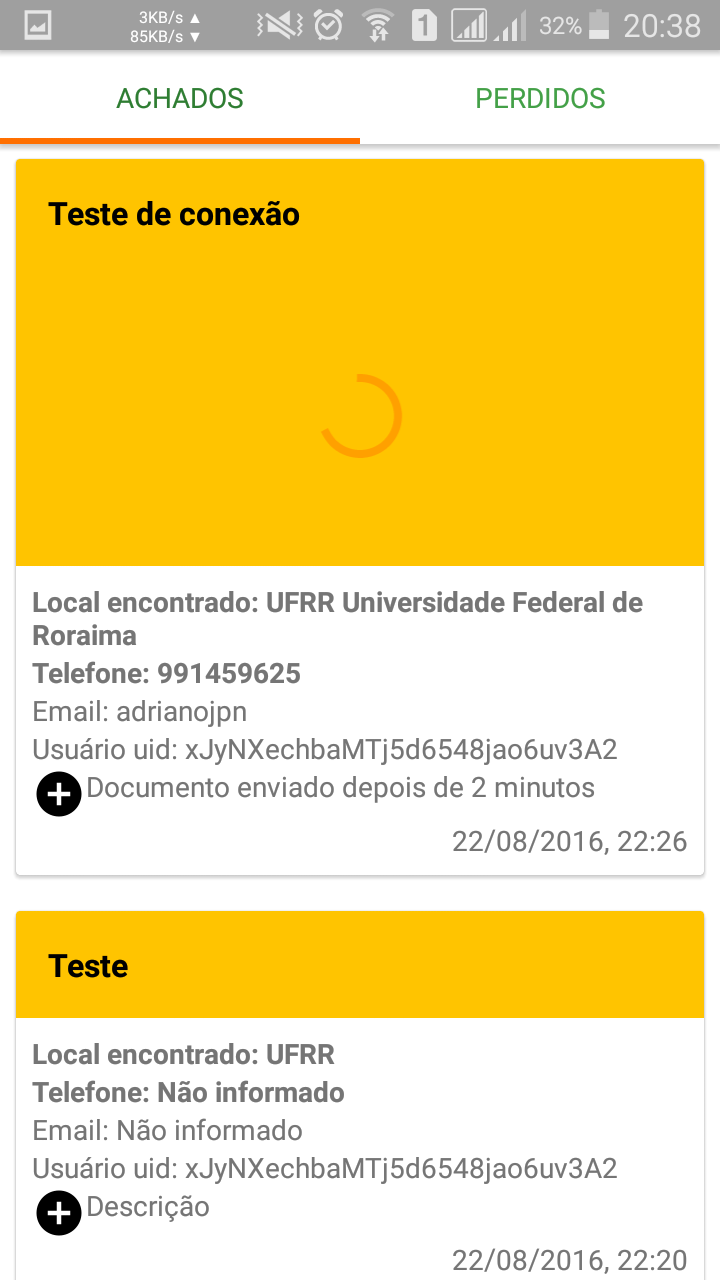 3KB/s ▲
85KB/s ▼
1
32%
20:38
ACHADOS
PERDIDOS
Teste de conexão
Local encontrado: UFRR Universidade Federal de
Roraima
Telefone: 991459625
Email: adrianojpn
Usuário uid: xJyNXechbaMTj5d6548jao6uv3A2
Documento enviado depois de 2 minutos
22/08/2016, 22:26
Teste
Local encontrado: UFRR
Telefone: Não informado
Email: Não informado
Usuário uid: xJyNXechbaMTj5d6548jao6uv3A2
Descrição
22/08/2016, 22:20